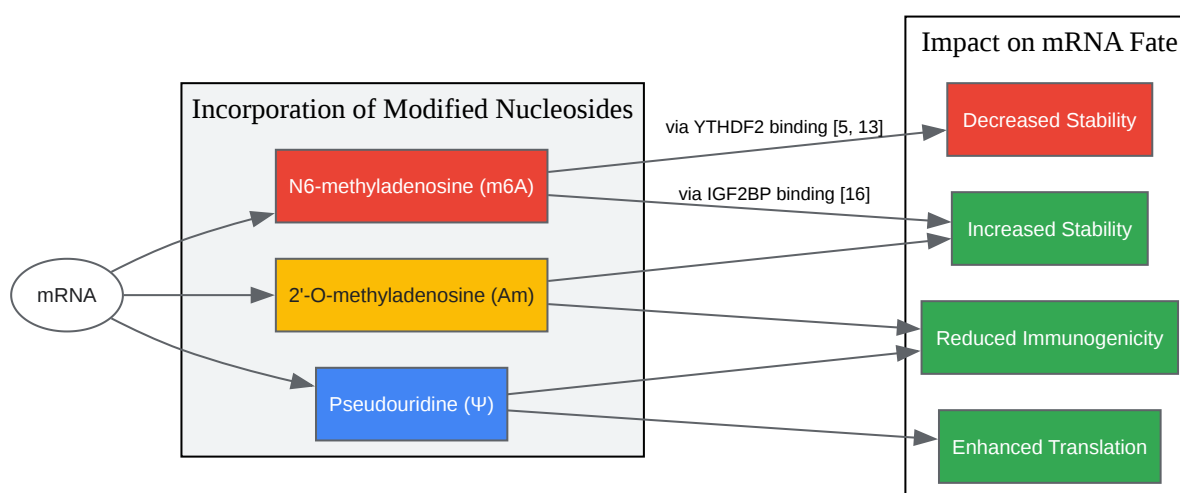 Impact on mRNA Fate
Incorporation of Modified Nucleosides
via YTHDF2 binding [5, 13]
Decreased Stability
N6-methyladenosine (m6A)
via IGF2BP binding [16]
Increased Stability
mRNA
2'-O-methyladenosine (Am)
Reduced Immunogenicity
Pseudouridine (Ψ)
Enhanced Translation